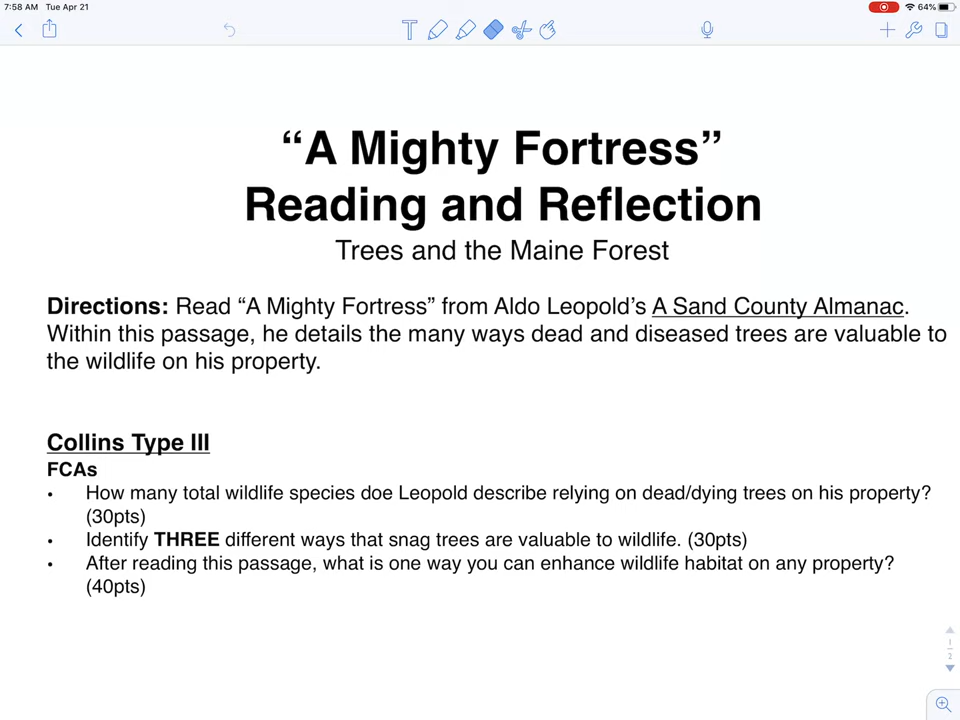 7:58 AM Tue Apr 21
64%
“A Mighty Fortress”
Reading and Reflection
Trees and the Maine Forest
Directions: Read “A Mighty Fortress” from Aldo Leopold’s A Sand County Almanac.
Within this passage, he details the many ways dead and diseased trees are valuable to
the wildlife on his property.
Collins Type III
FCAs
• How many total wildlife species doe Leopold describe relying on dead/dying trees on his property?
(30pts)
• Identify THREE different ways that snag trees are valuable to wildlife. (30pts)
• After reading this passage, what is one way you can enhance wildlife habitat on any property?
(40pts)
1
2